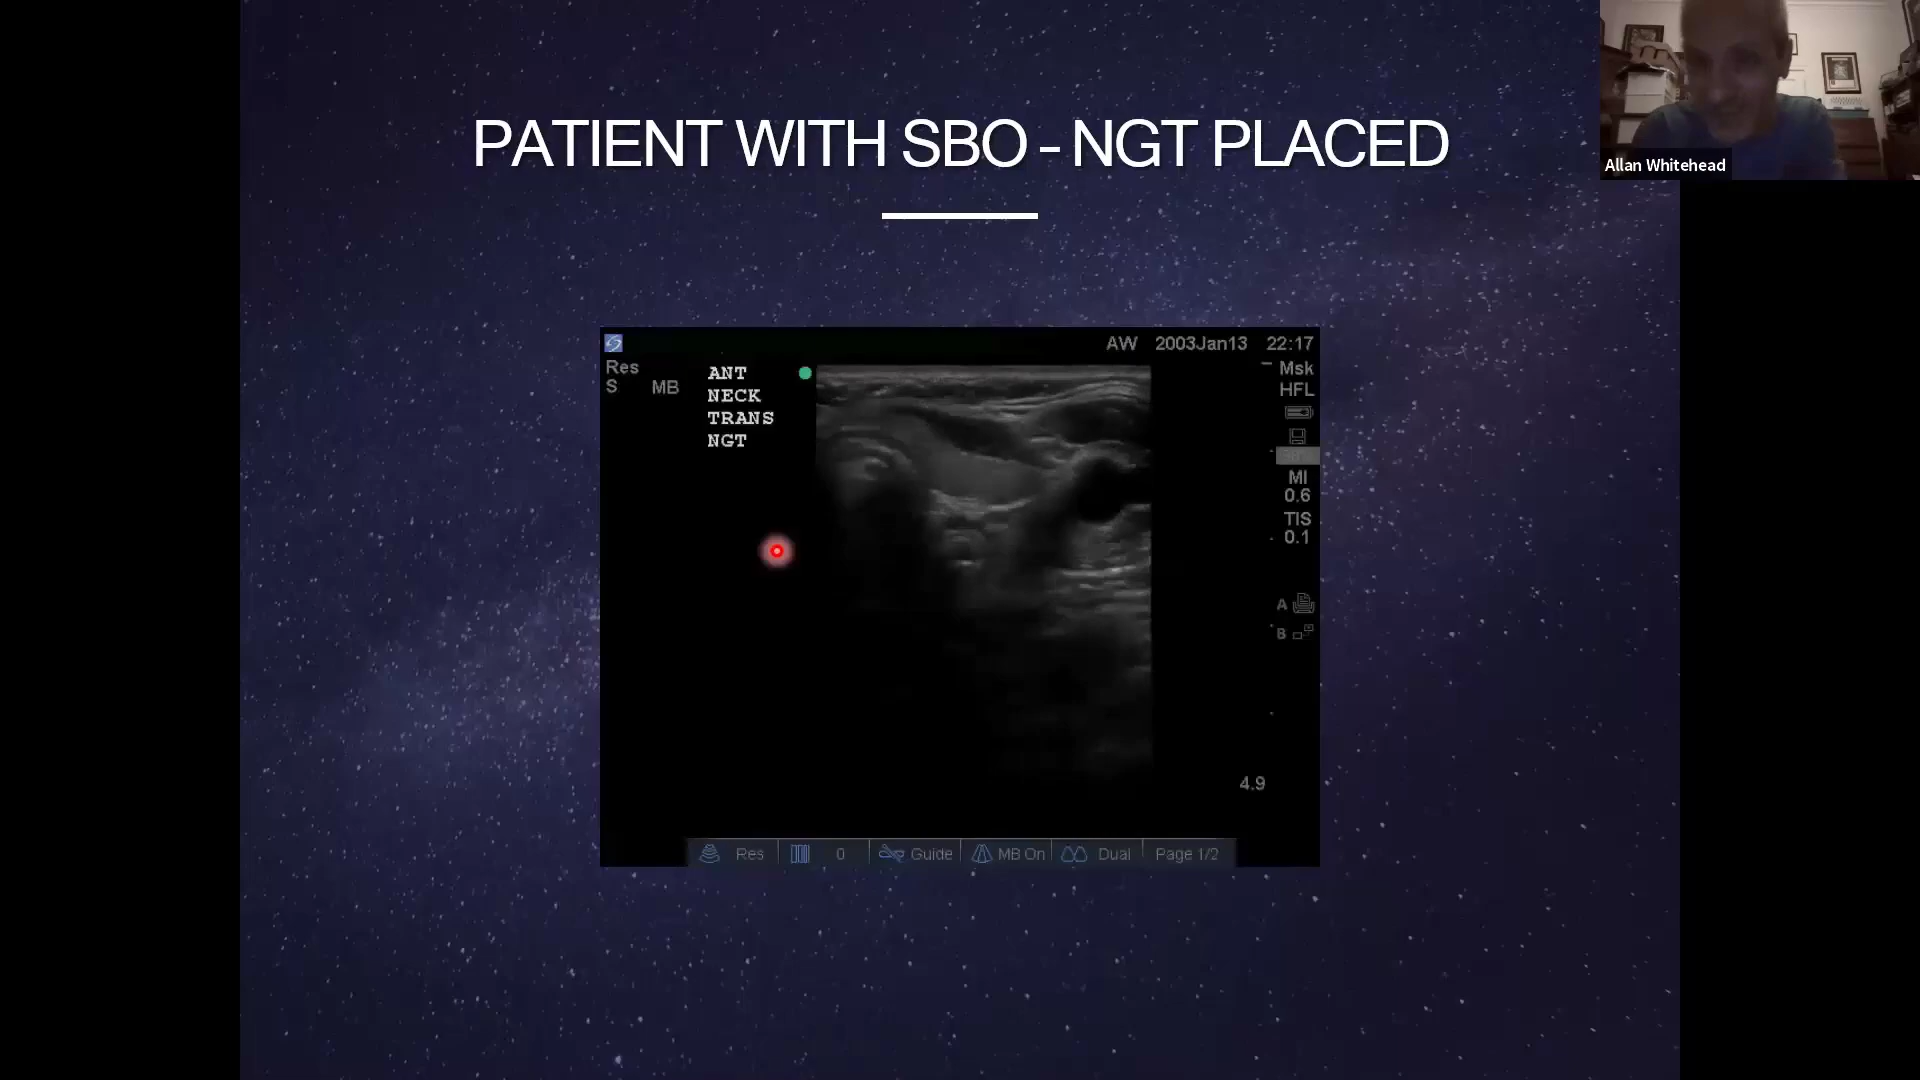 PATIENT WITH SBO - NGT PLACED
Allan Whitehead
AW 2003Jan13 22:17
Res
S MB
ANT
NECK
TRANS
NGT
Msk
HFL
MI
0.6
TIS
0.1
A
B
4.9
Res 0 Guide MB On Dual Page 1/2